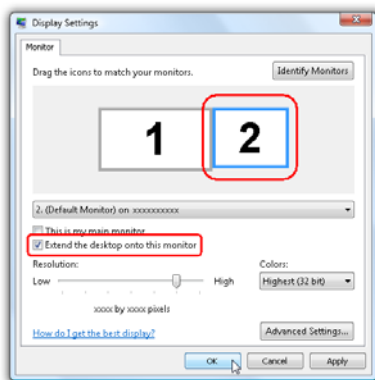 Display Settings
Monitor
Drag the icons to match your monitors.
Identify Monitors
1
2
2. (Default Monitor) on xxxxxxxxxx
This is my main monitor
Extend the desktop onto this monitor
Resolution:
Colors:
Low
High
Highest (32 bit)
xxxx by xxxx pixels
How do I get the best display?
Advanced Settings...
OK
Cancel
Apply